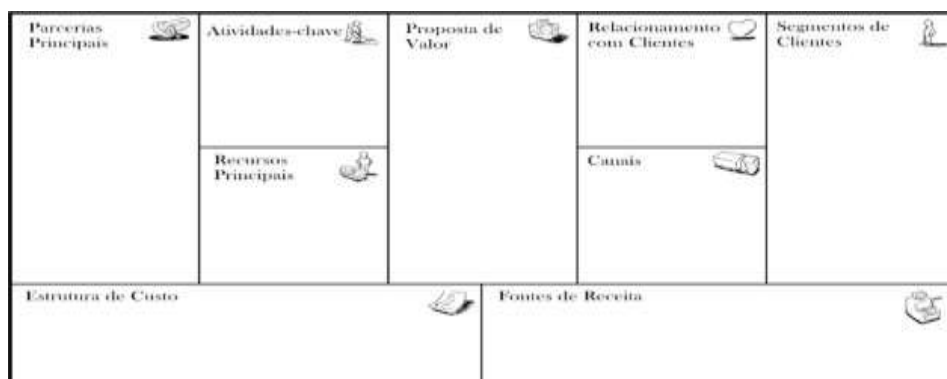 Parcerias
Principais
Atividades-chave
Recursos
Principais
Proposta de
Valor
Relacionamento
com Clientes
Canais
Segmentos de
Clientes
Estrutura de Custo
Fontes de Receita